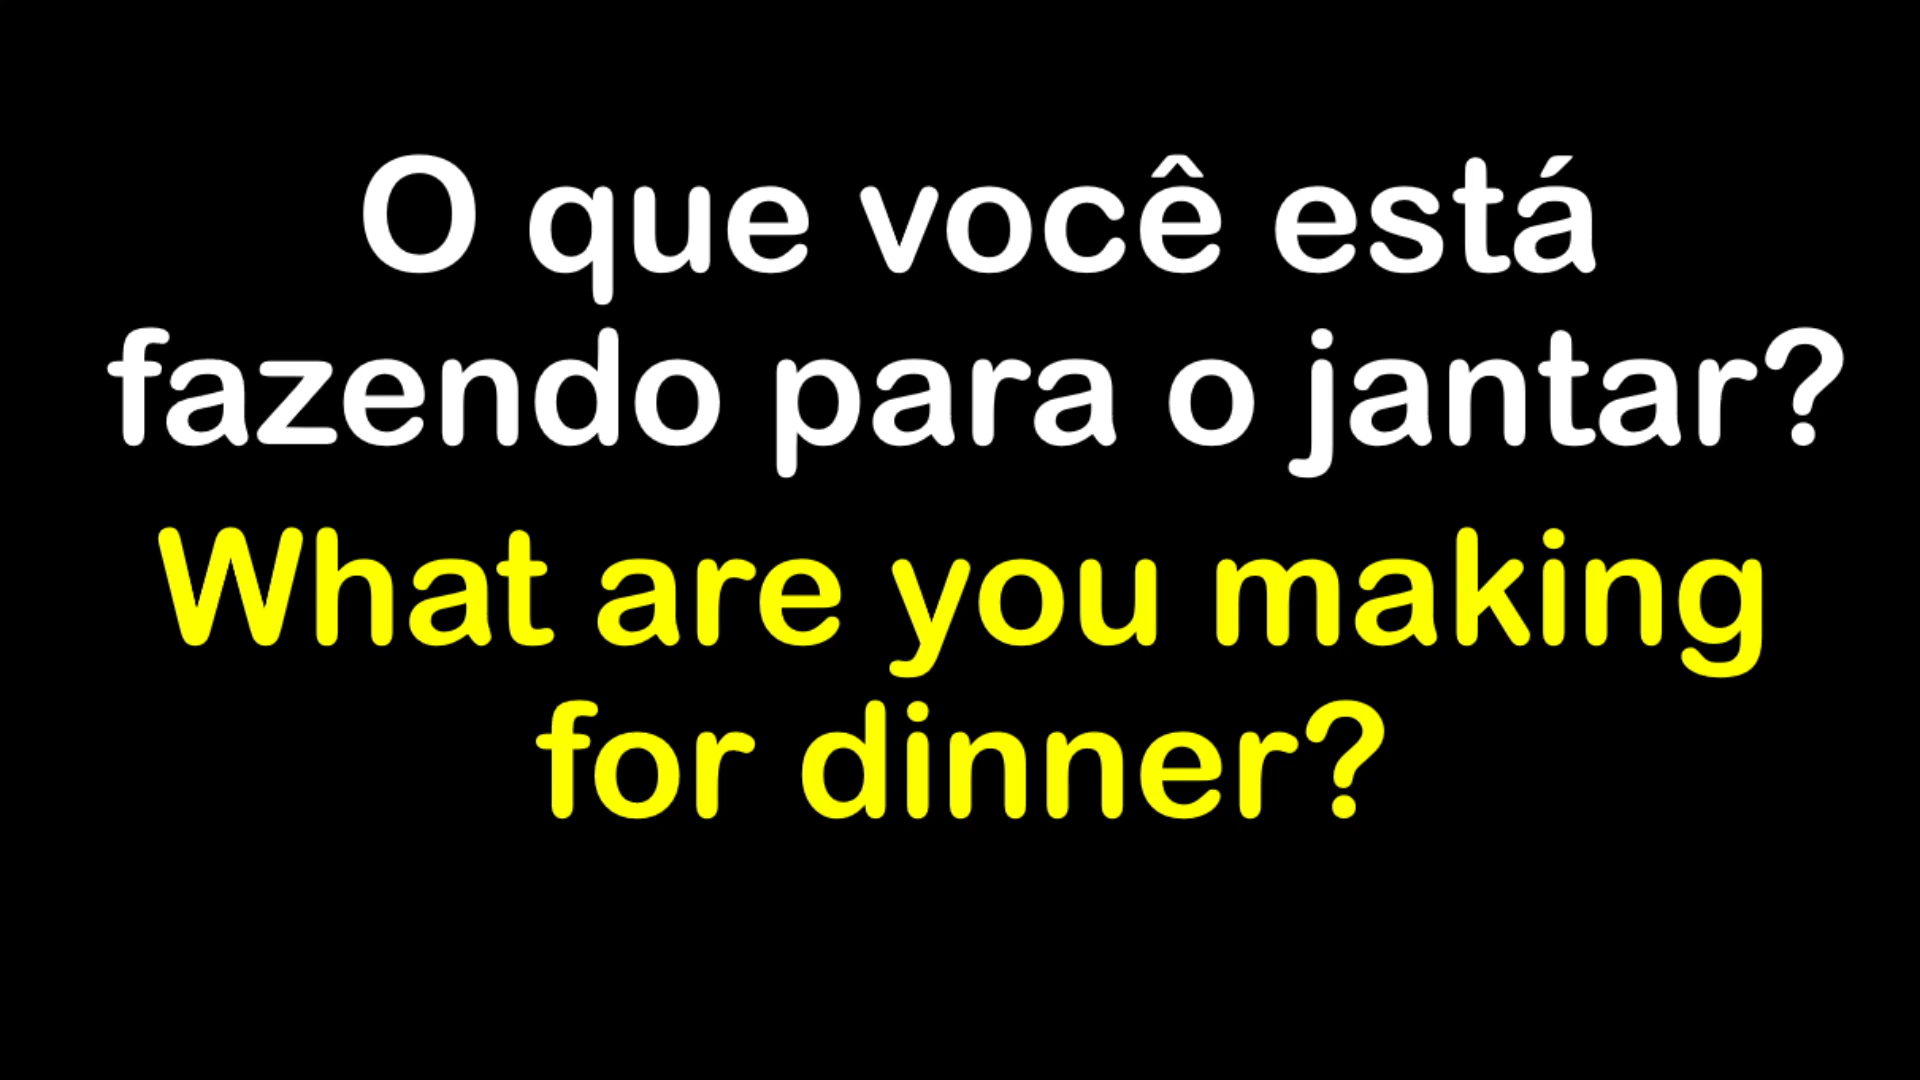 O que você está
fazendo para o jantar?
What are you making
for dinner?